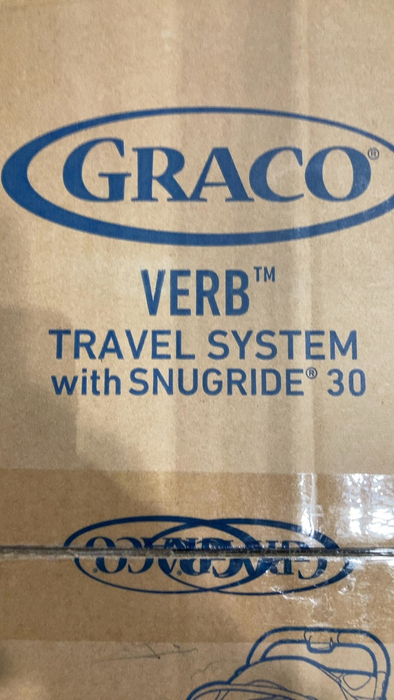 GRACO®
VERB™
TRAVEL SYSTEM
with SNUGRIDE® 30